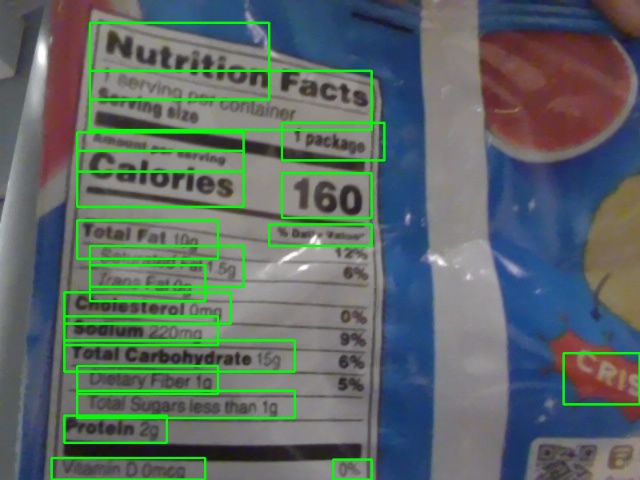 Nutrition Facts
1 serving per container
Serving size
1 package
Amount per serving
Calories 160
% Daily Value*
Total Fat 10g 12%
Saturated Fat 1.5g 6%
Trans Fat 0g
Cholesterol 0mg 0%
Sodium 220mg 9%
Total Carbohydrate 15g 6%
Dietary Fiber 1g 5%
Total Sugars less than 1g
Protein 2g
Vitamin D 0mcg 0%
CRIS